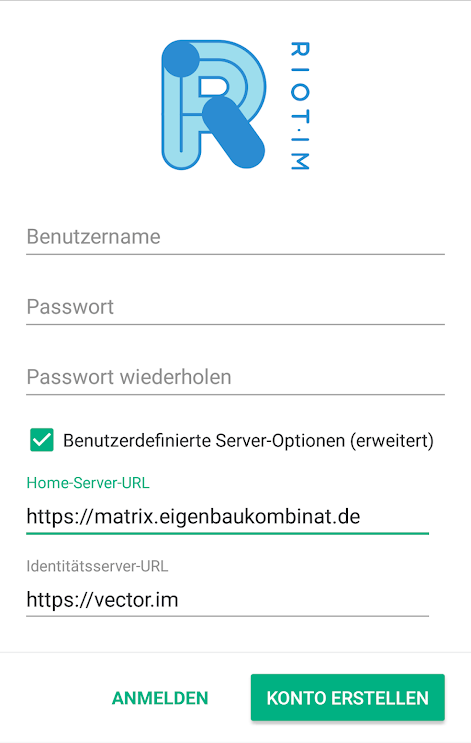 RIOT·IM
Benutzername
Passwort
Passwort wiederholen
Benutzerdefinierte Server-Optionen (erweitert)
Home-Server-URL
https://matrix.eigenbaukombinat.de
Identitätsserver-URL
https://vector.im
ANMELDEN
KONTO ERSTELLEN